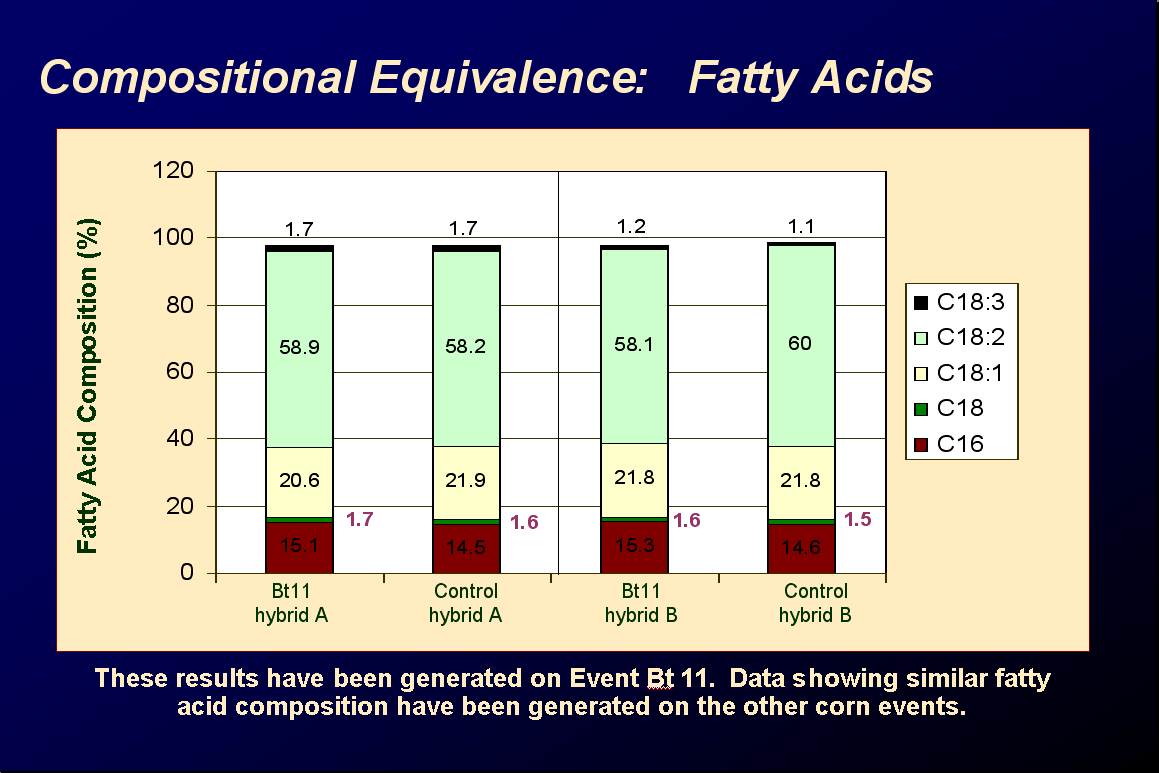 Compositional Equivalence: Fatty Acids
Fatty Acid Composition (%)
120
100
80
60
40
20
0
1.7
1.7
1.2
1.1
58.9
58.2
58.1
60
20.6
21.9
21.8
21.8
1.7
1.6
1.6
1.5
15.1
14.5
15.3
14.6
Bt11
hybrid A
Control
hybrid A
Bt11
hybrid B
Control
hybrid B
C18:3
C18:2
C18:1
C18
C16
These results have been generated on Event Bt 11. Data showing similar fatty
acid composition have been generated on the other corn events.